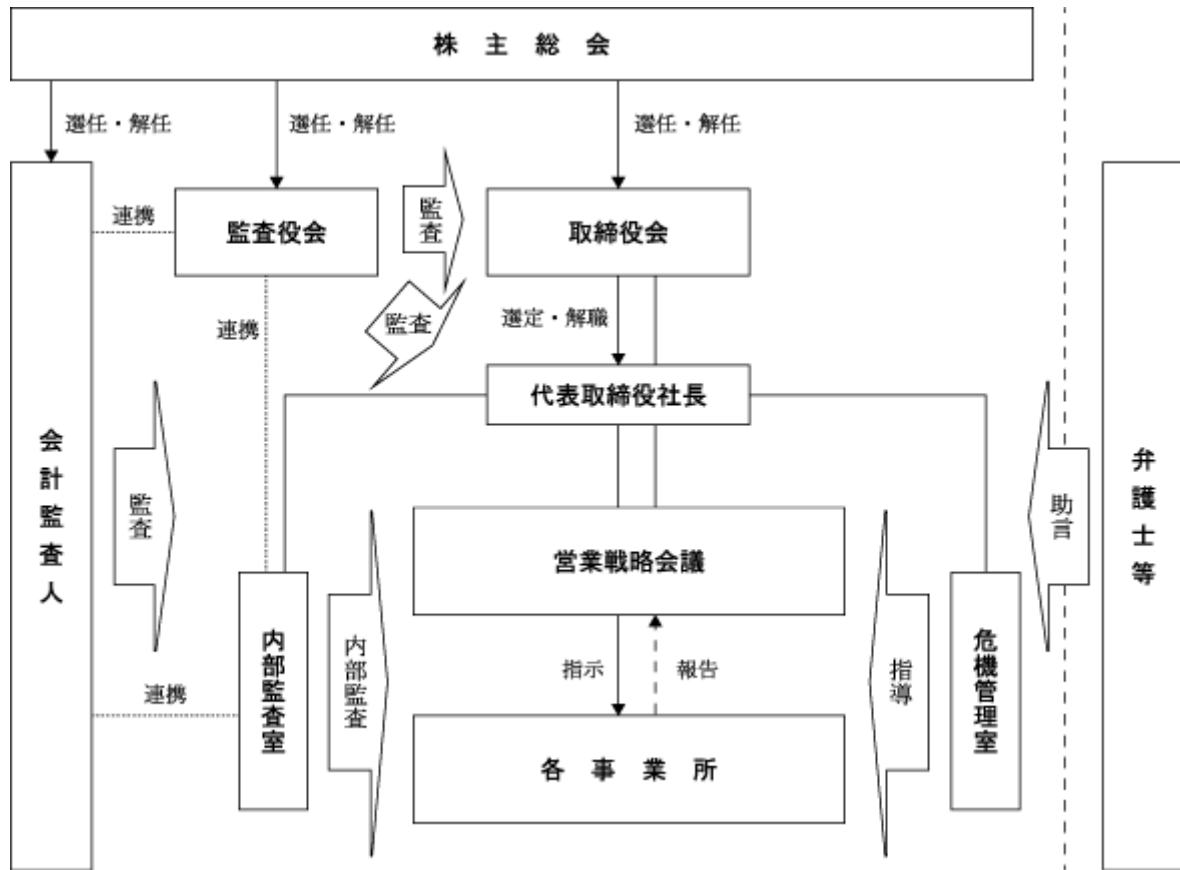 株主総会
選任・解任
選任・解任
選任・解任
連携
監査役会
監査
取締役会
連携
監査
選定・解職
代表取締役社長
会計監査人
監査
営業戦略会議
助言
弁護士等
内部監査室
内部監査
指示
報告
指導
危機管理室
連携
各事業所